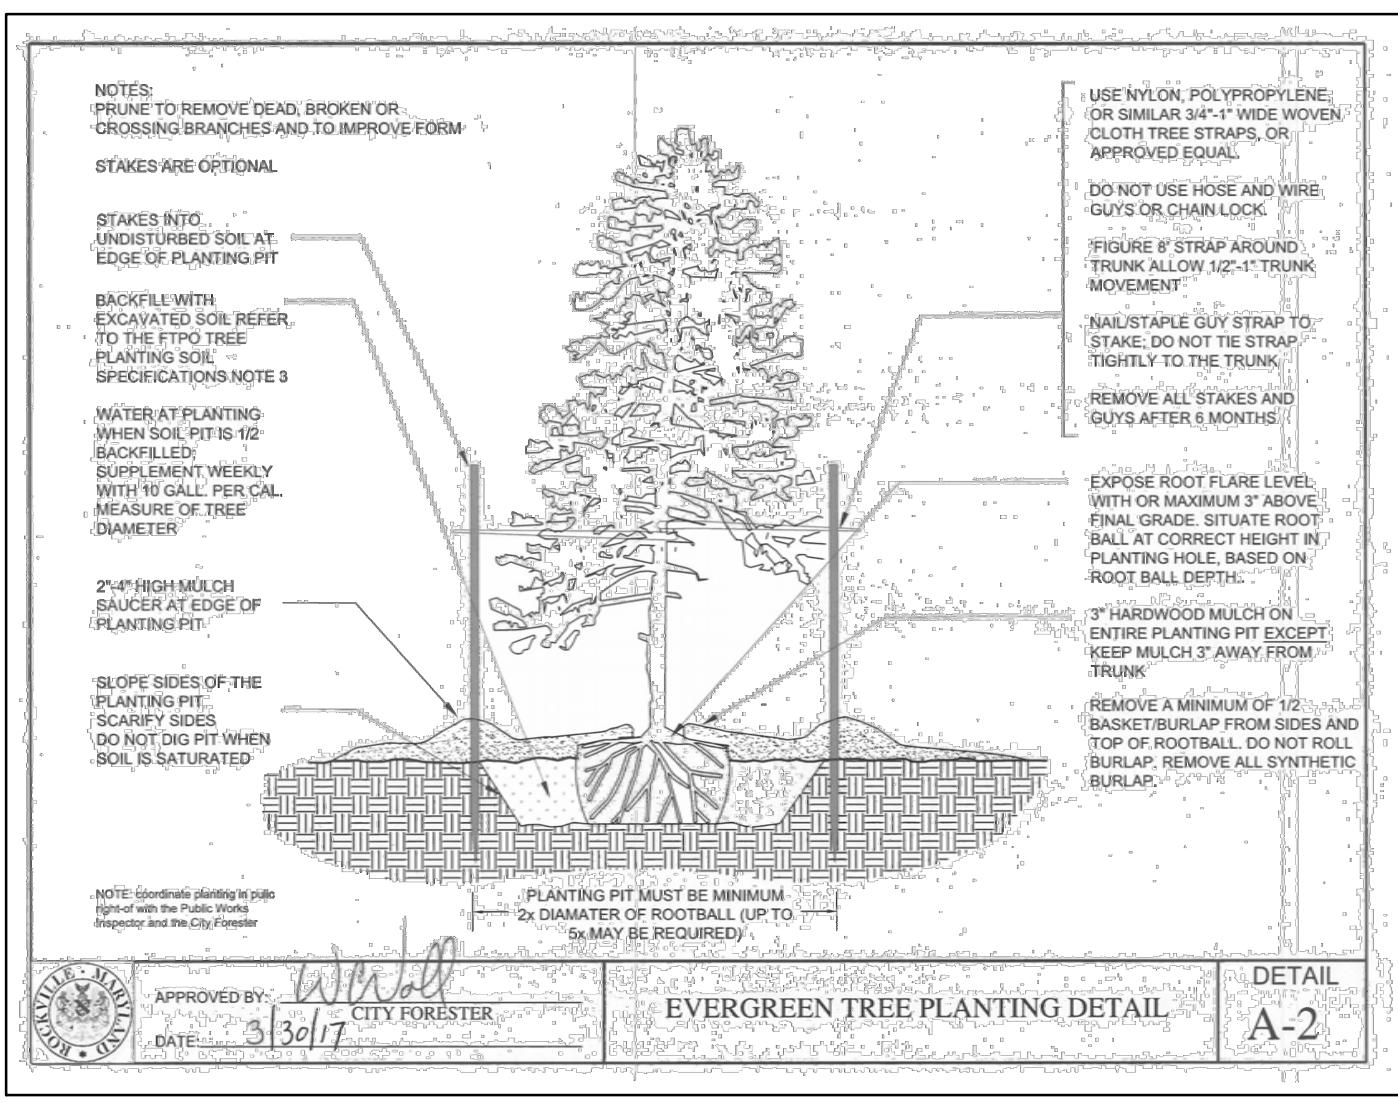 NOTES:
PRUNE TO REMOVE DEAD, BROKEN OR
CROSSING BRANCHES AND TO IMPROVE FORM
STAKES ARE OPTIONAL
STAKES INTO
UNDISTURBED SOIL AT
EDGE OF PLANTING PIT
BACKFILL WITH
EXCAVATED SOIL REFER
TO THE FTPO TREE
PLANTING SOIL
SPECIFICATIONS NOTE 3
WATER AT PLANTING
WHEN SOIL PIT IS 1/2
BACKFILLED;
SUPPLEMENT WEEKLY
WITH 10 GALL. PER CAL.
MEASURE OF TREE
DIAMETER
2"-4" HIGH MULCH
SAUCER AT EDGE OF
PLANTING PIT
SLOPE SIDES OF THE
PLANTING PIT
SCARIFY SIDES
DO NOT DIG PIT WHEN
SOIL IS SATURATED
NOTE: coordinate planting in pulic
right-of with the Public Works
Inspector and the City Forester
USE NYLON, POLYPROPYLENE,
OR SIMILAR 3/4"-1" WIDE WOVEN
CLOTH TREE STRAPS, OR
APPROVED EQUAL.
DO NOT USE HOSE AND WIRE
GUYS OR CHAIN LOCK.
'FIGURE 8' STRAP AROUND
TRUNK ALLOW 1/2"-1" TRUNK
MOVEMENT
NAIL/STAPLE GUY STRAP TO
STAKE; DO NOT TIE STRAP
TIGHTLY TO THE TRUNK
REMOVE ALL STAKES AND
GUYS AFTER 6 MONTHS
EXPOSE ROOT FLARE LEVEL
WITH OR MAXIMUM 3" ABOVE
FINAL GRADE. SITUATE ROOT
BALL AT CORRECT HEIGHT IN
PLANTING HOLE, BASED ON
ROOT BALL DEPTH..
3" HARDWOOD MULCH ON
ENTIRE PLANTING PIT EXCEPT
KEEP MULCH 3" AWAY FROM
TRUNK
REMOVE A MINIMUM OF 1/2
BASKET/BURLAP FROM SIDES AND
TOP OF ROOTBALL. DO NOT ROLL
BURLAP. REMOVE ALL SYNTHETIC
BURLAP.
PLANTING PIT MUST BE MINIMUM
2x DIAMATER OF ROOTBALL (UP TO
5x MAY BE REQUIRED)
ROCKVILLE MARYLAND
APPROVED BY: W Wall
CITY FORESTER
DATE: 3/30/17
EVERGREEN TREE PLANTING DETAIL
DETAIL
A-2